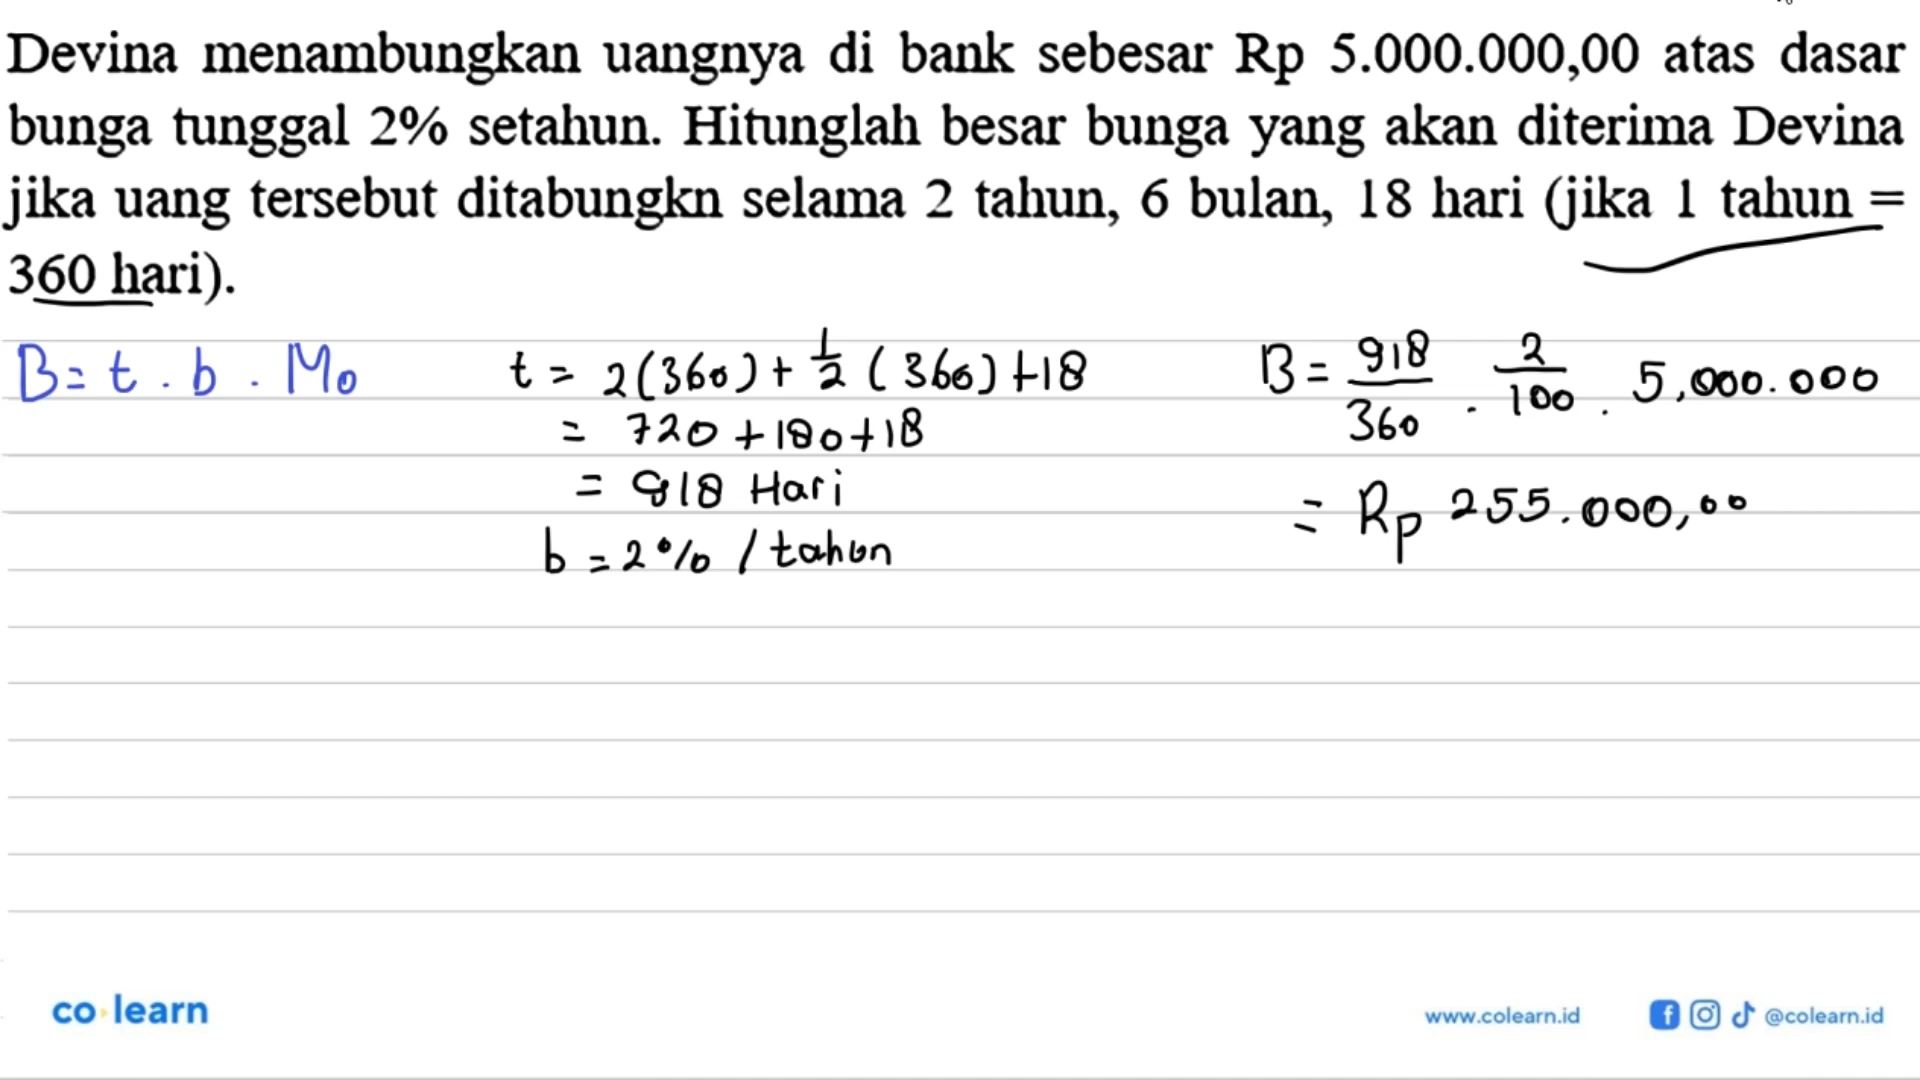 Devina menambungkan uangnya di bank sebesar Rp 5.000.000,00 atas dasar
bunga tunggal 2% setahun. Hitunglah besar bunga yang akan diterima Devina
jika uang tersebut ditabungkn selama 2 tahun, 6 bulan, 18 hari (jika 1 tahun =
360 hari).
B = t . b . M₀
t = 2(360) + 1/2 (360) + 18
= 720 + 180 + 18
= 918 Hari
b = 2% / tahun
B = 918/360 . 2/100 . 5,000.000
= Rp 255.000,00
co learn
www.colearn.id
@colearn.id